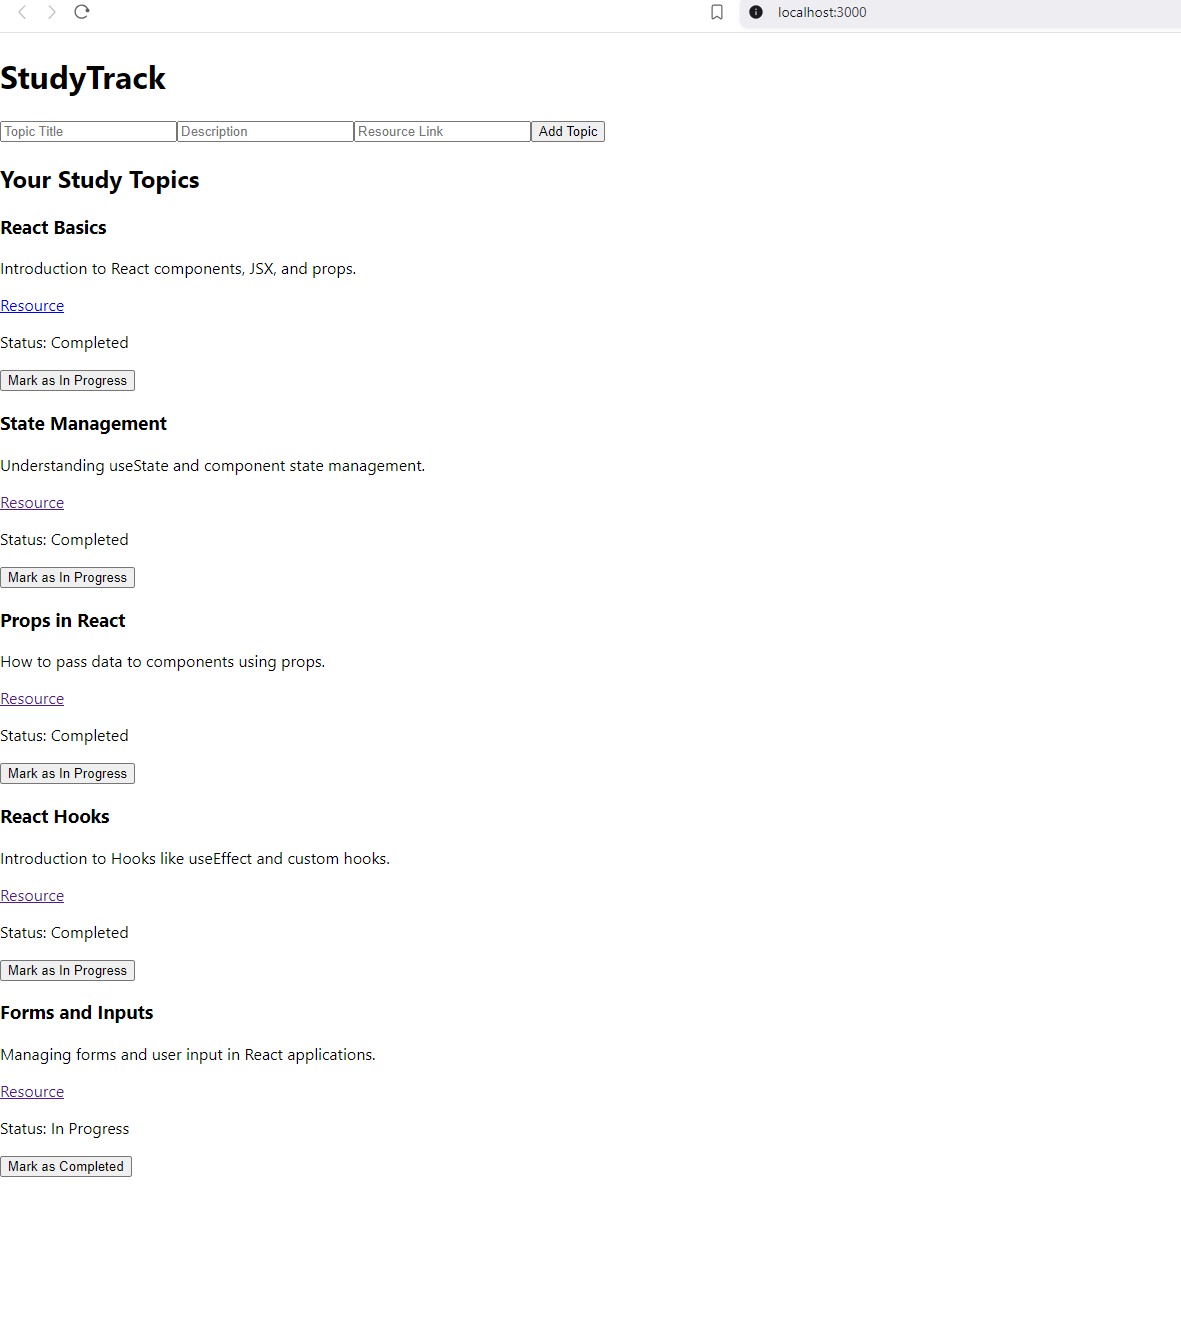 localhost:3000
StudyTrack
Topic Title Description Resource Link Add Topic
Your Study Topics
React Basics
Introduction to React components, JSX, and props.
Resource
Status: Completed
Mark as In Progress
State Management
Understanding useState and component state management.
Resource
Status: Completed
Mark as In Progress
Props in React
How to pass data to components using props.
Resource
Status: Completed
Mark as In Progress
React Hooks
Introduction to Hooks like useEffect and custom hooks.
Resource
Status: Completed
Mark as In Progress
Forms and Inputs
Managing forms and user input in React applications.
Resource
Status: In Progress
Mark as Completed